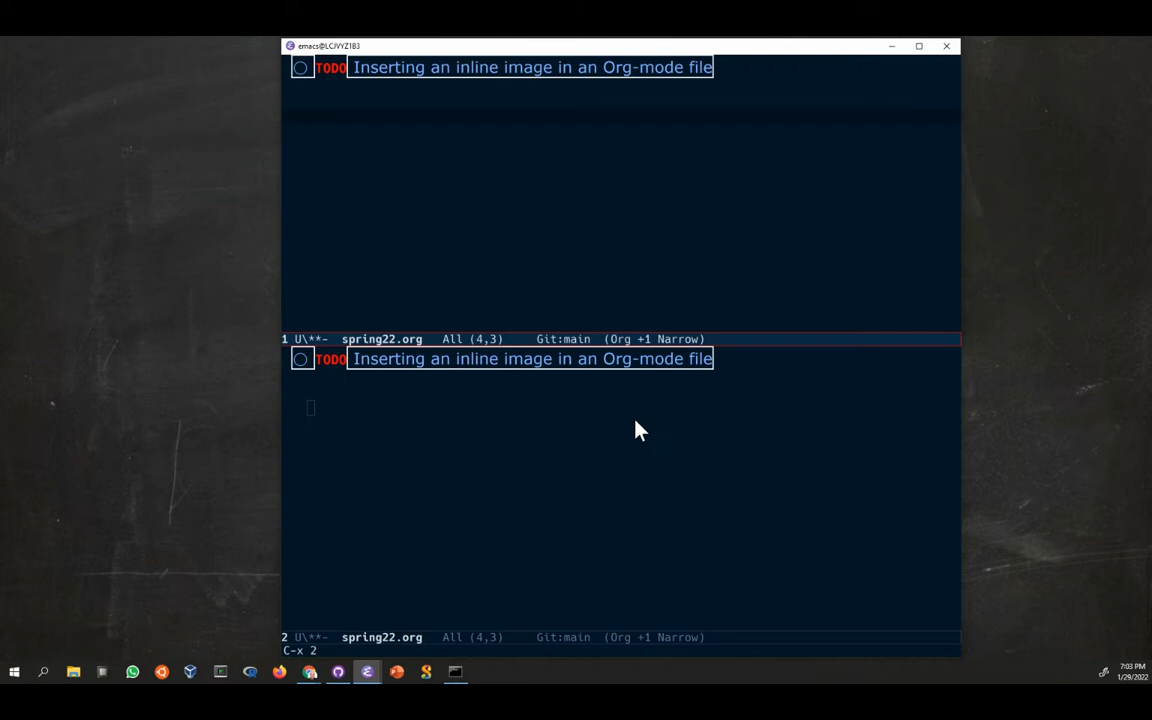 emacs@LCJVYZ1B3
TODO Inserting an inline image in an Org-mode file
1 U\**- spring22.org All (4,3) Git:main (Org +1 Narrow)
TODO Inserting an inline image in an Org-mode file
2 U\**- spring22.org All (4,3) Git:main (Org +1 Narrow)
C-x 2
7:03 PM
1/29/2022